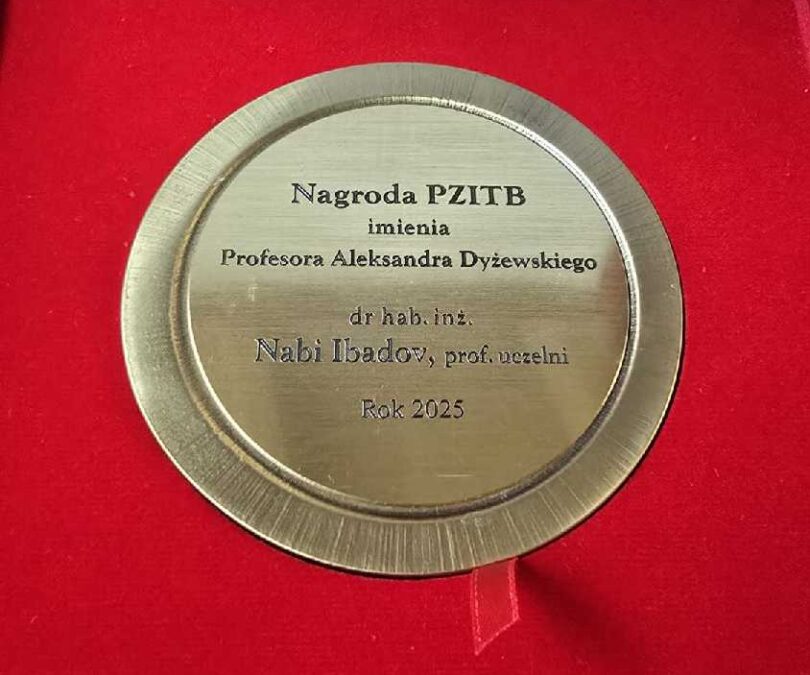 Nagroda PZITB
imienia
Profesora Aleksandra Dyżewskiego
dr hab. inż.
Nabi Ibadov, prof. uczelni
Rok 2025